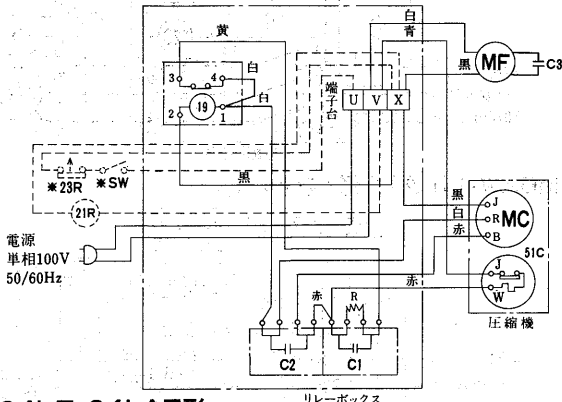 黄
白
青
黒
MF
C3
3
4
白
19
白
2
1
端子台
U V X
※23R
※SW
黒
21R
電源
単相100V
50/60Hz
黒
白
赤
J
R
B
MC
51C
J
W
圧縮機
赤
赤
R
C2
C1
リレーボックス